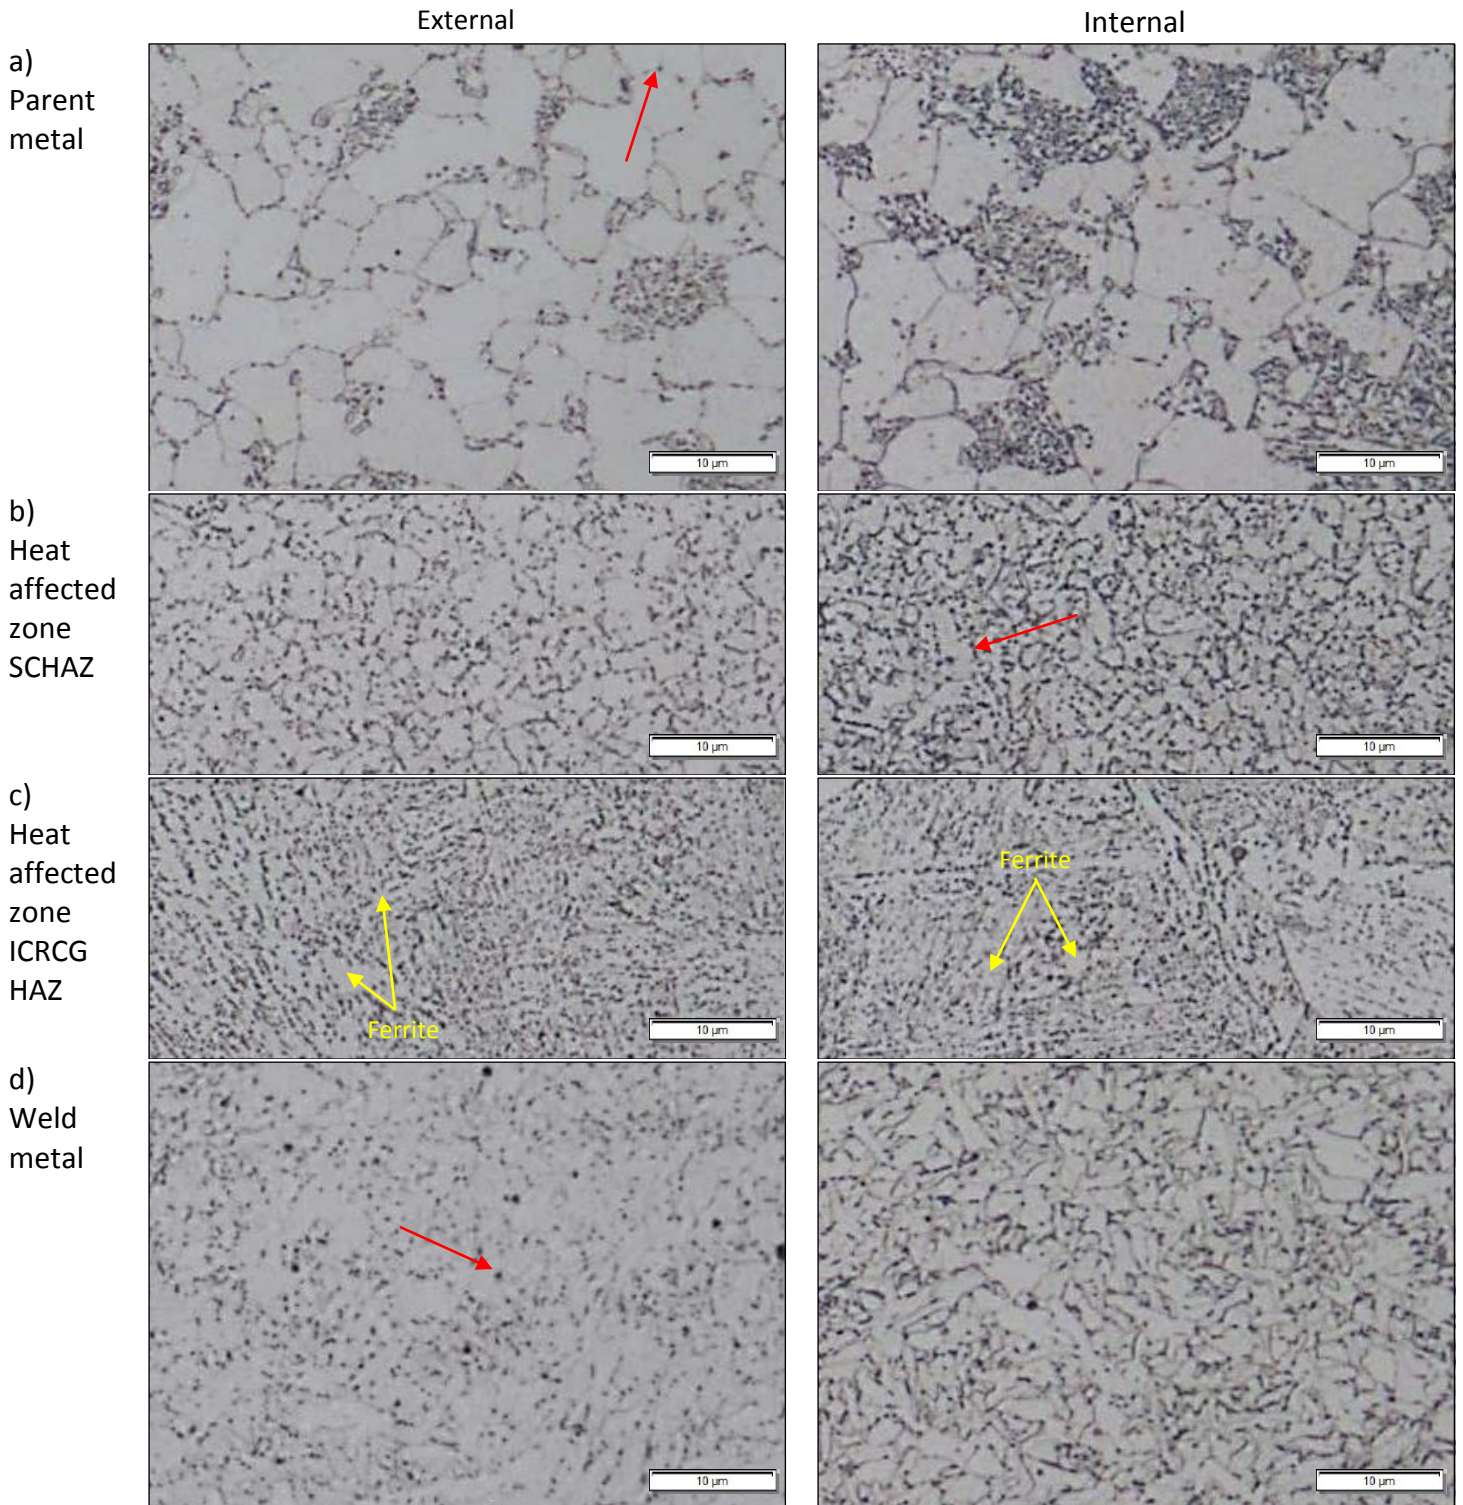 External
Internal
a)
Parent
metal
10 µm
10 µm
b)
Heat
affected
zone
SCHAZ
10 µm
10 µm
c)
Heat
affected
zone
ICRCG
HAZ
Ferrite
10 µm
Ferrite
10 µm
d)
Weld
metal
10 µm
10 µm